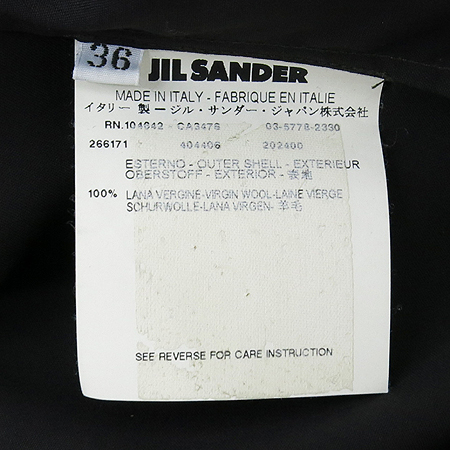 36
JIL SANDER
MADE IN ITALY - FABRIQUE EN ITALIE
イタリー 製 ージル・サンダー・ジャパン株式会社
RN.104642 - CA3476 03-5778-2330
266171 404406 202400
ESTERNO - OUTER SHELL - EXTERIEUR
OBERSTOFF - EXTERIOR - 表地
100% LANA VERGINE-VIRGIN WOOL-LAINE VIERGE
SCHURWOLLE-LANA VIRGEN- 羊毛
SEE REVERSE FOR CARE INSTRUCTION